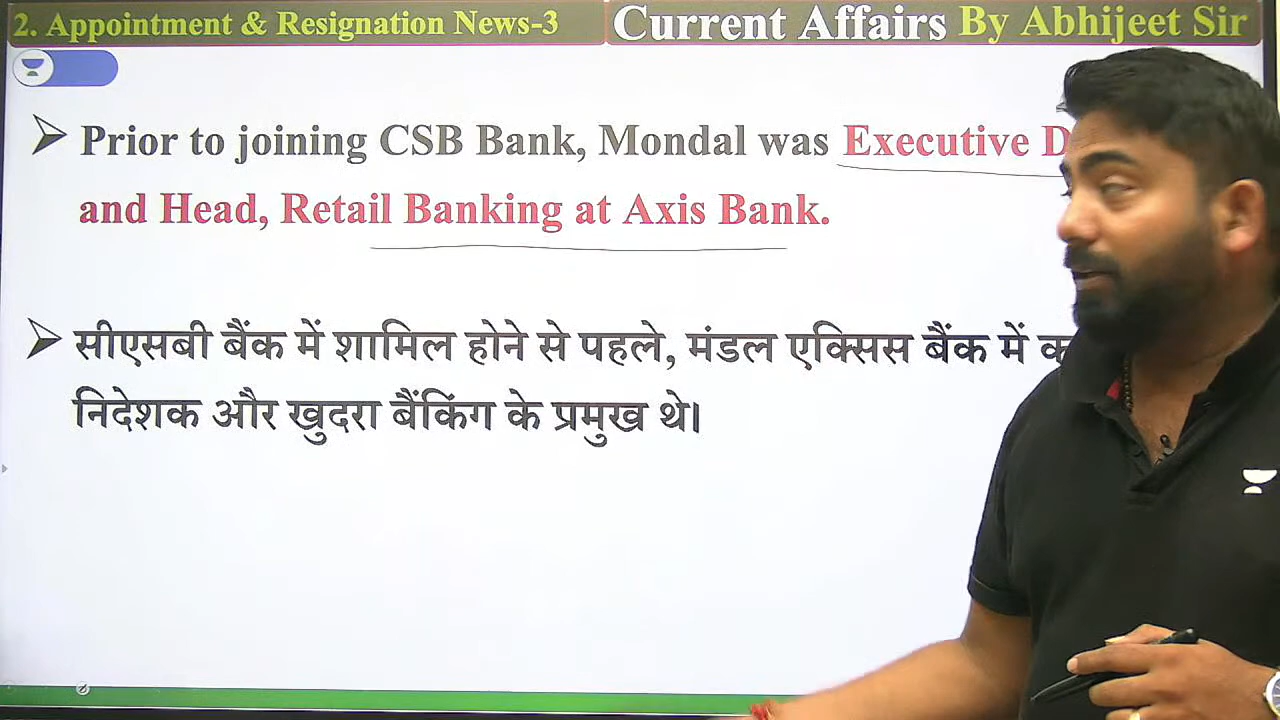 2. Appointment & Resignation News-3
Current Affairs By Abhijeet Sir
Prior to joining CSB Bank, Mondal was Executive
and Head, Retail Banking at Axis Bank.
सीएसबी बैंक में शामिल होने से पहले, मंडल एक्सिस बैंक में
निदेशक और खुदरा बैंकिंग के प्रमुख थे।